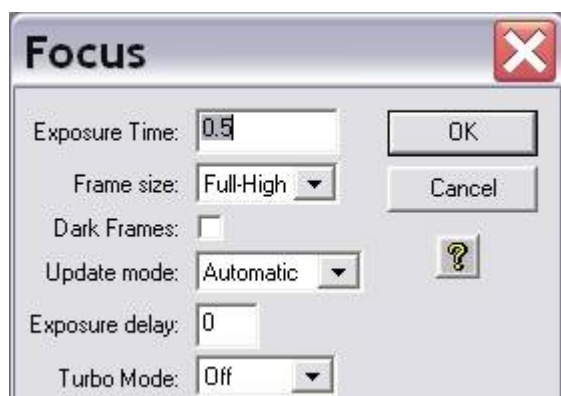 Focus
Exposure Time: 0.5 OK
Frame size: Full-High Cancel
Dark Frames:
Update mode: Automatic ?
Exposure delay: 0
Turbo Mode: Off